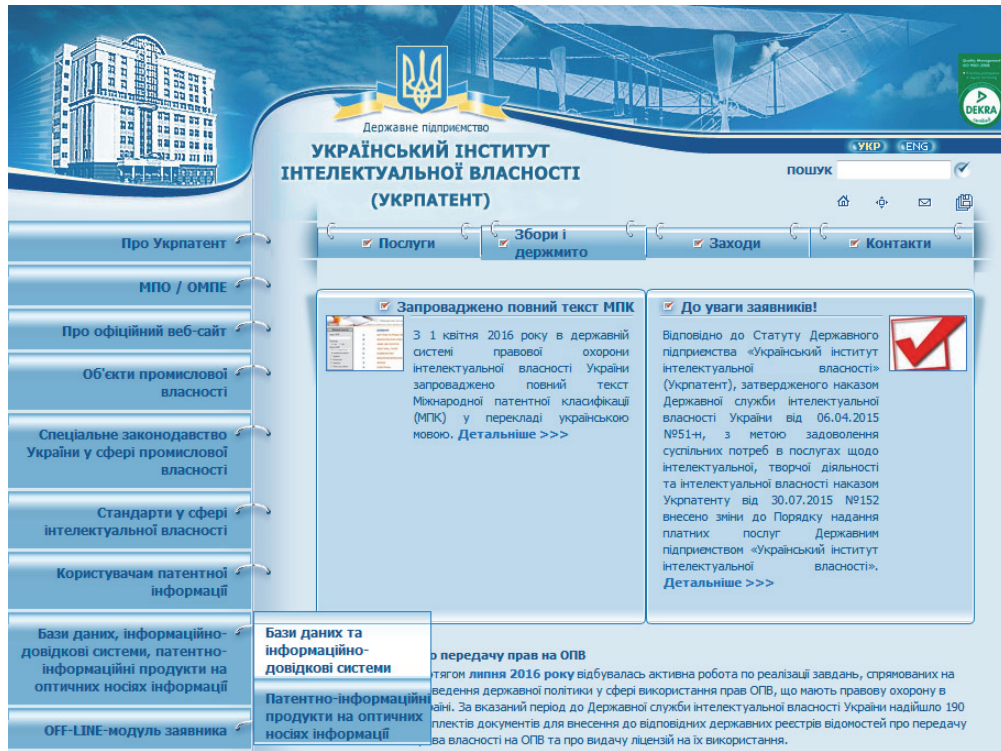 DEKRA
Державне підприємство
УКРАЇНСЬКИЙ ІНСТИТУТ
ІНТЕЛЕКТУАЛЬНОЇ ВЛАСНОСТІ
(УКРПАТЕНТ)
УКР ENG
ПОШУК
Послуги
Збори і
держмито
Заходи
Контакти
Про Укрпатент
МПО / ОМПЕ
Про офіційний веб-сайт
Об'єкти промислової
власності
Спеціальне законодавство
України у сфері промислової
власності
Стандарти у сфері
інтелектуальної власності
Користувачам патентної
інформації
Бази даних, інформаційно-
довідкові системи, патентно-
інформаційні продукти на
оптичних носіях інформації
OFF-LINE-модуль заявника
Бази даних та
інформаційно-
довідкові системи
Патентно-інформаційні
продукти на оптичних
носіях інформації
Запроваджено повний текст МПК
З 1 квітня 2016 року в державній
системі правової охорони
інтелектуальної власності України
запроваджено повний текст
Міжнародної патентної класифікації
(МПК) у перекладі українською
мовою. Детальніше >>>
До уваги заявників!
Відповідно до Статуту Державного
підприємства «Український інститут
інтелектуальної власності»
(Укрпатент), затвердженого наказом
Державної служби інтелектуальної
власності України від 06.04.2015
№51-н, з метою задоволення
суспільних потреб в послугах щодо
інтелектуальної, творчої діяльності
та інтелектуальної власності наказом
Укрпатенту від 30.07.2015 №152
внесено зміни до Порядку надання
платних послуг Державним
підприємством «Український інститут
інтелектуальної власності».
Детальніше >>>
о передачу прав на ОПВ
отягом липня 2016 року відбувалась активна робота по реалізації завдань, спрямованих на
ведення державної політики у сфері використання прав ОПВ, що мають правову охорону в
раїні. За вказаний період до Державної служби інтелектуальної власності України надійшло 190
мплектів документів для внесення до відповідних державних реєстрів відомостей про передачу
рава власності на ОПВ та про видачу ліцензій на їх використання.